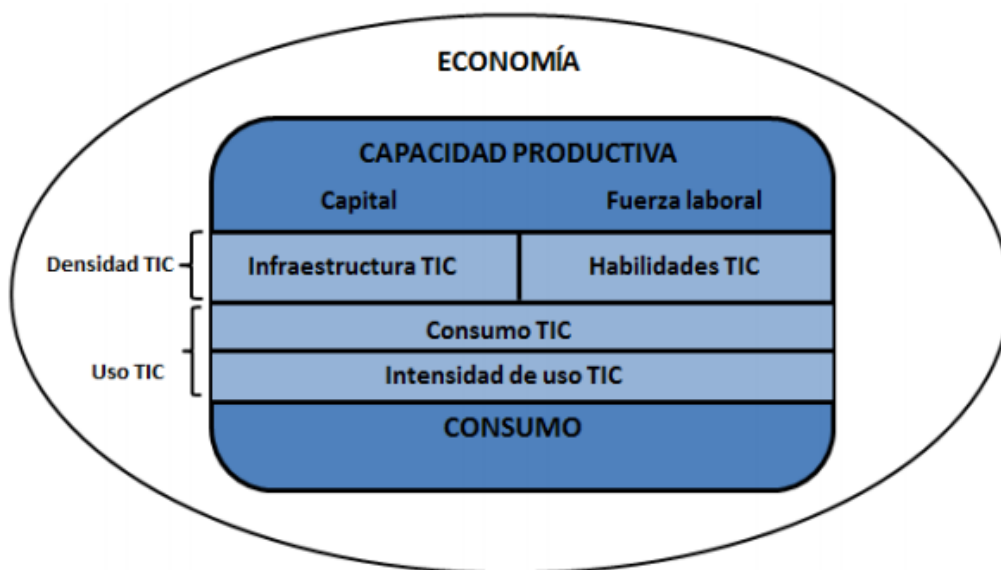 ECONOMÍA
CAPACIDAD PRODUCTIVA
Capital
Fuerza laboral
Densidad TIC
Infraestructura TIC
Habilidades TIC
Consumo TIC
Uso TIC
Intensidad de uso TIC
CONSUMO